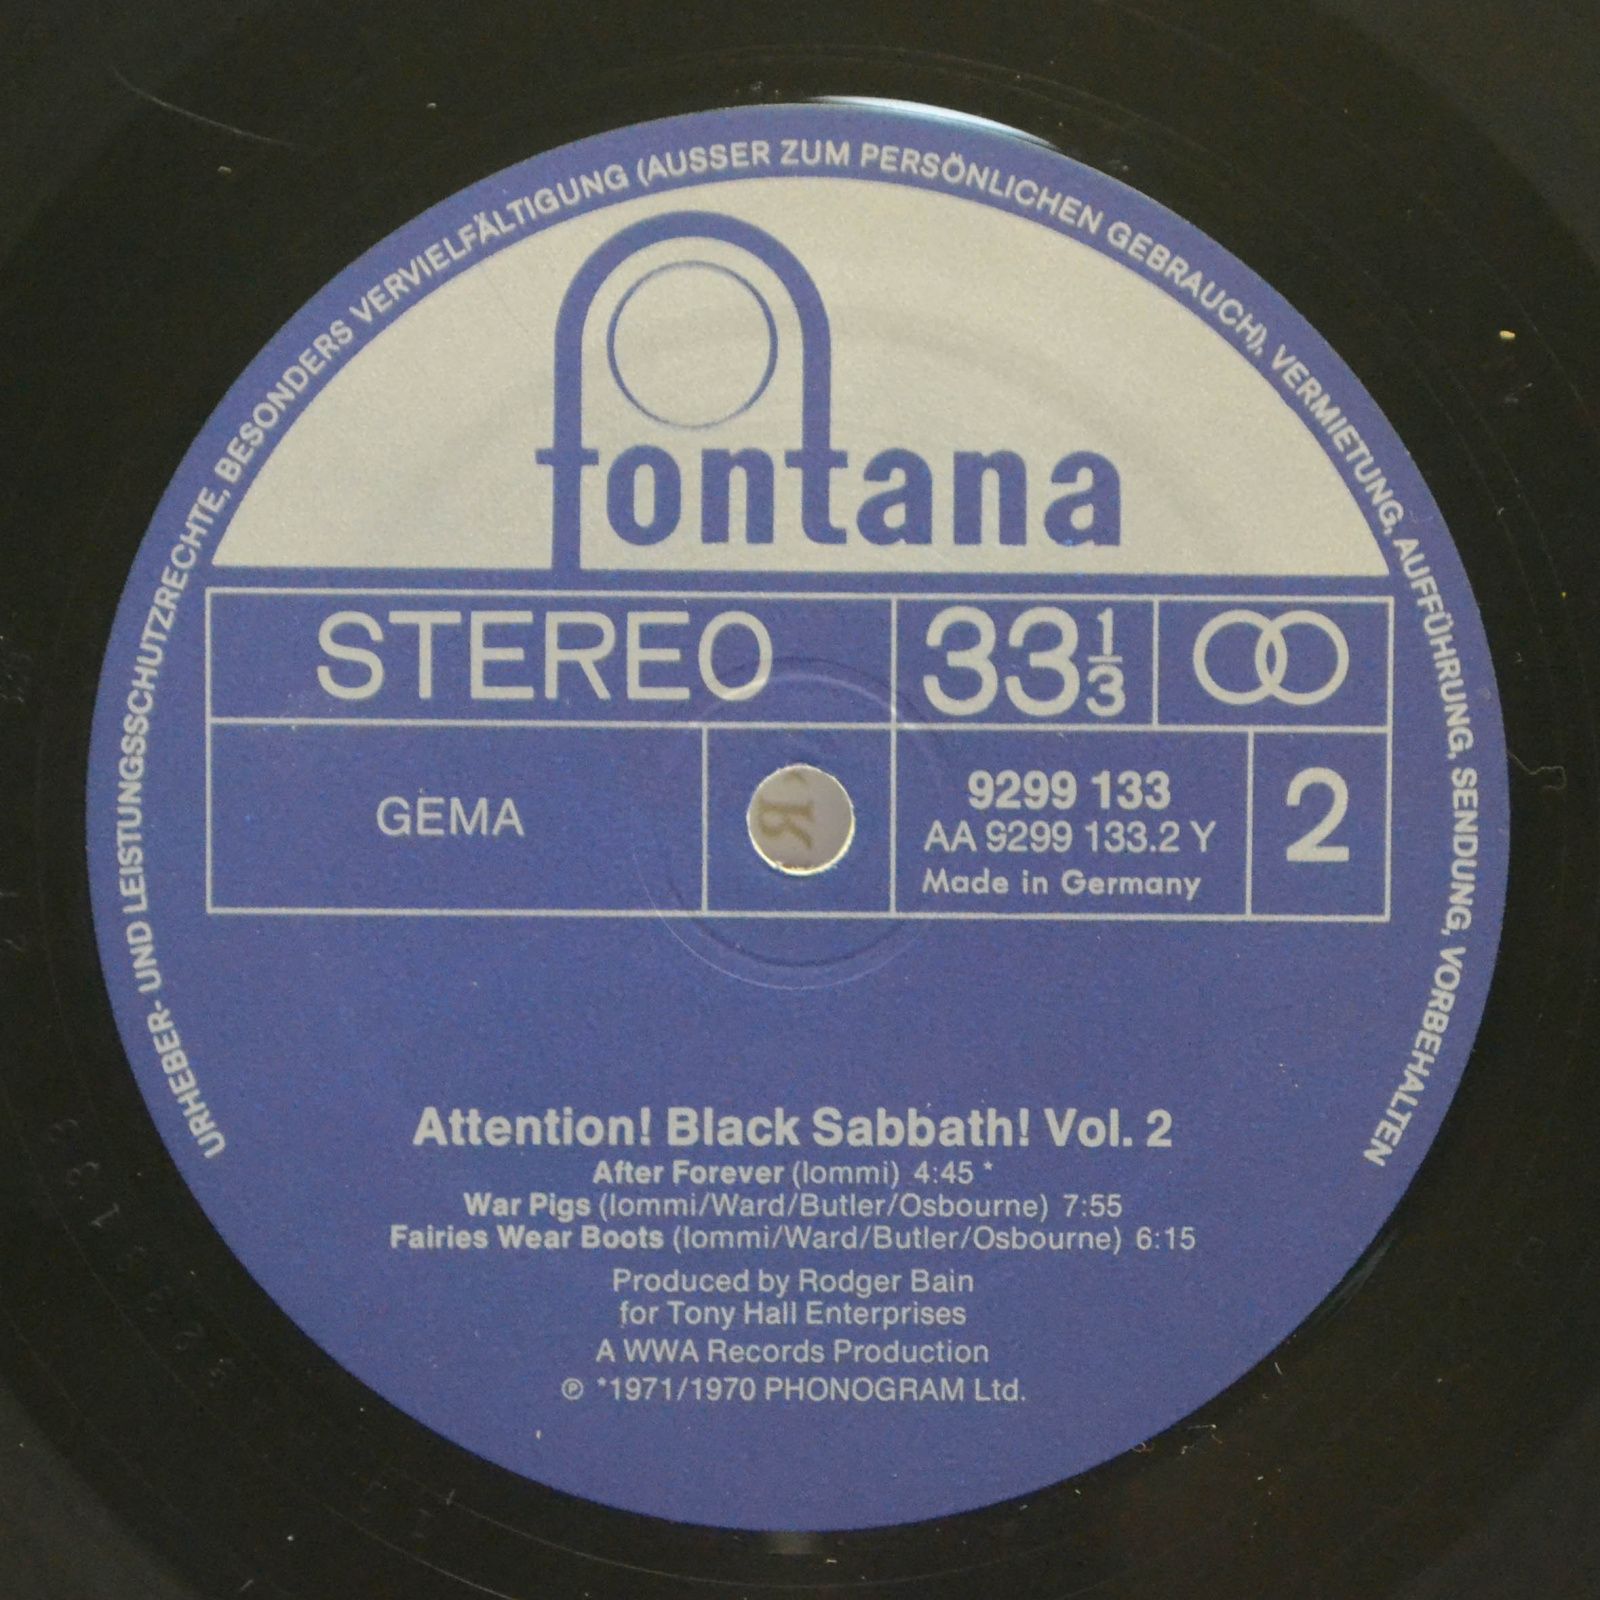 URHEBER- UND LEISTUNGSSCHUTZRECHTE, BESONDERS VERVIELFÄLTIGUNG (AUSSER ZUM PERSÖNLICHEN GEBRAUCH), VERMIETUNG, AUFFÜHRUNG, SENDUNG, VORBEHALTEN
fontana
STEREO 33 1/3
GEMA
9299 133
AA 9299 133.2 Y
Made in Germany
2
Attention! Black Sabbath! Vol. 2
After Forever (Iommi) 4:45 *
War Pigs (Iommi/Ward/Butler/Osbourne) 7:55
Fairies Wear Boots (Iommi/Ward/Butler/Osbourne) 6:15
Produced by Rodger Bain
for Tony Hall Enterprises
A WWA Records Production
℗ *1971/1970 PHONOGRAM Ltd.